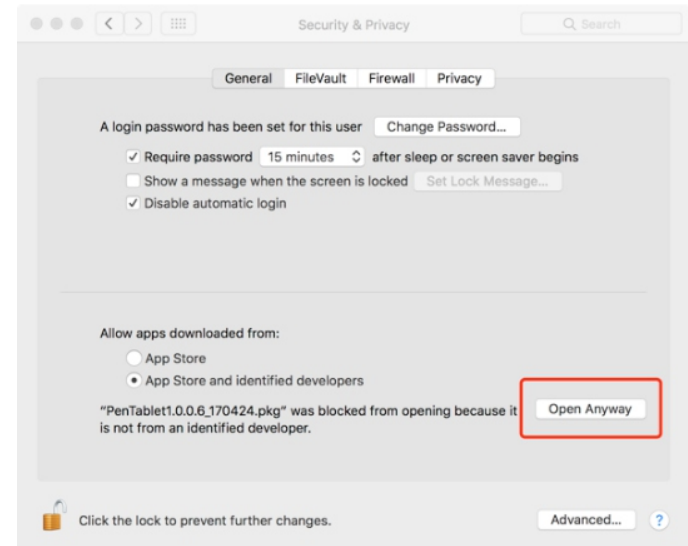 Security & Privacy
Search
General FileVault Firewall Privacy
A login password has been set for this user Change Password...
Require password 15 minutes after sleep or screen saver begins
Show a message when the screen is locked Set Lock Message...
Disable automatic login
Allow apps downloaded from:
App Store
App Store and identified developers
“PenTablet1.0.0.6_170424.pkg” was blocked from opening because it
is not from an identified developer.
Open Anyway
Click the lock to prevent further changes.
Advanced... ?